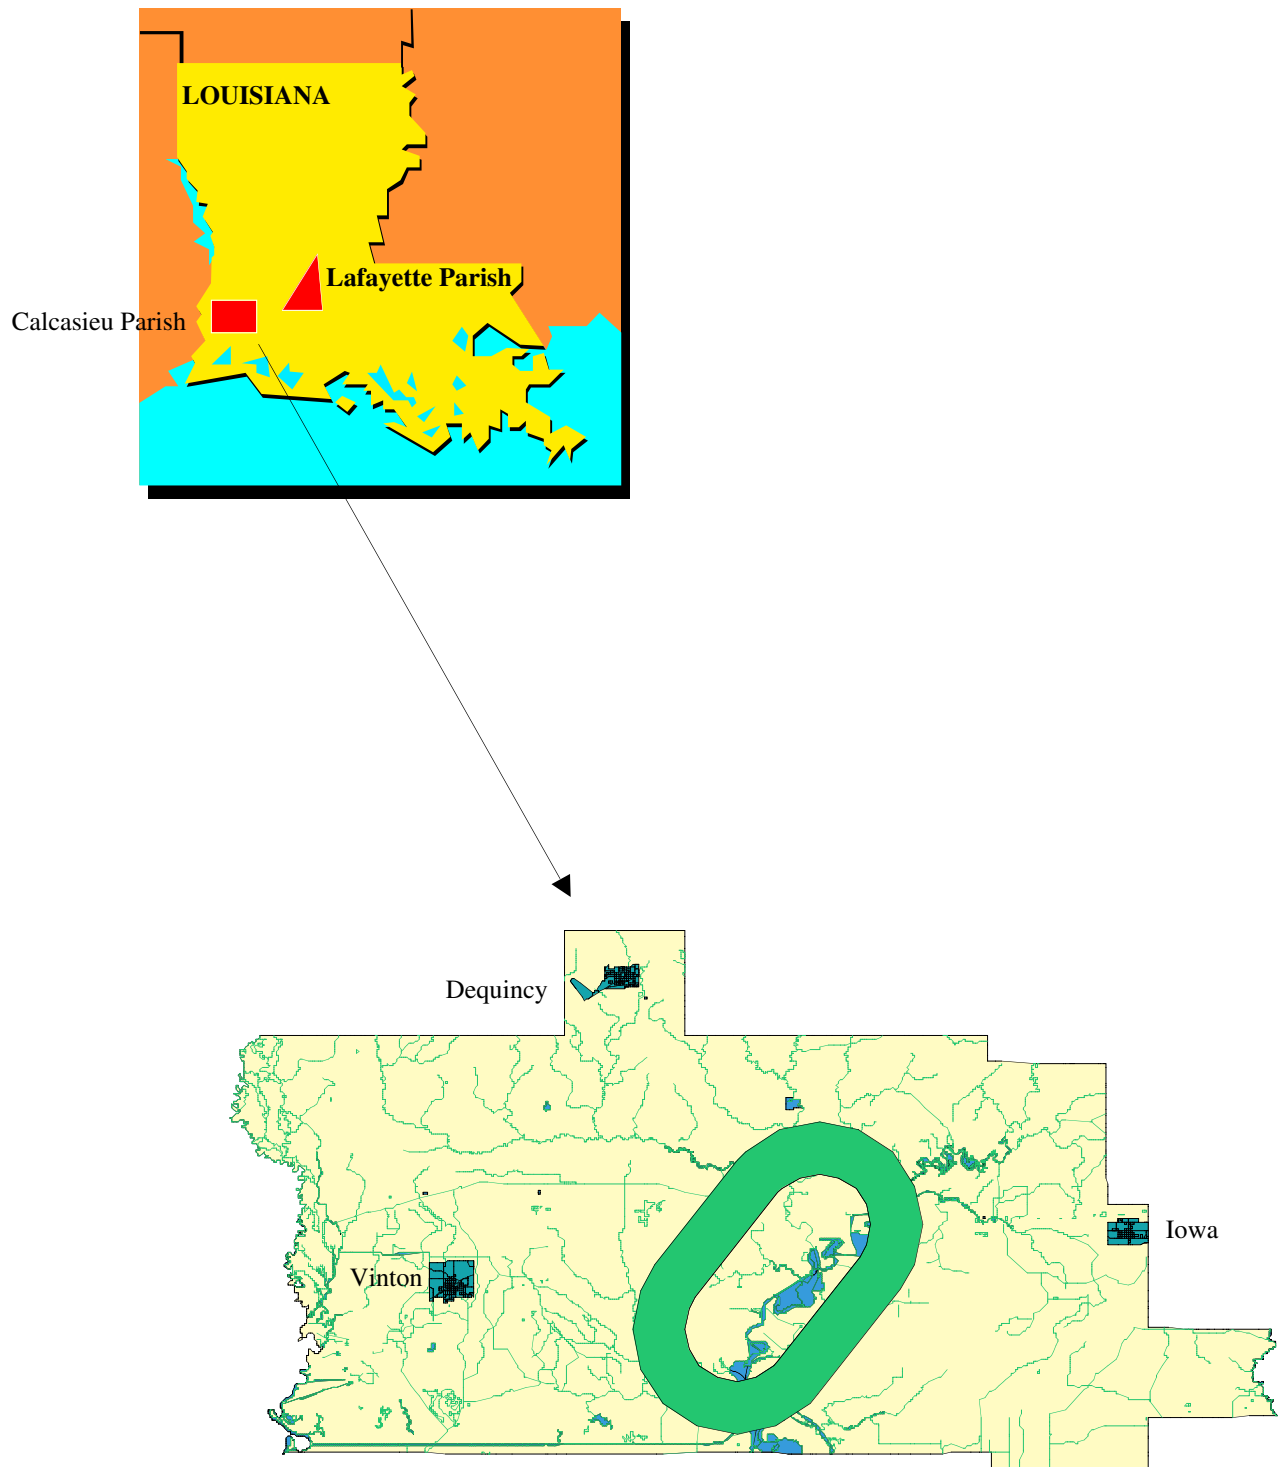 LOUISIANA
Lafayette Parish
Calcasieu Parish
Dequincy
Iowa
Vinton